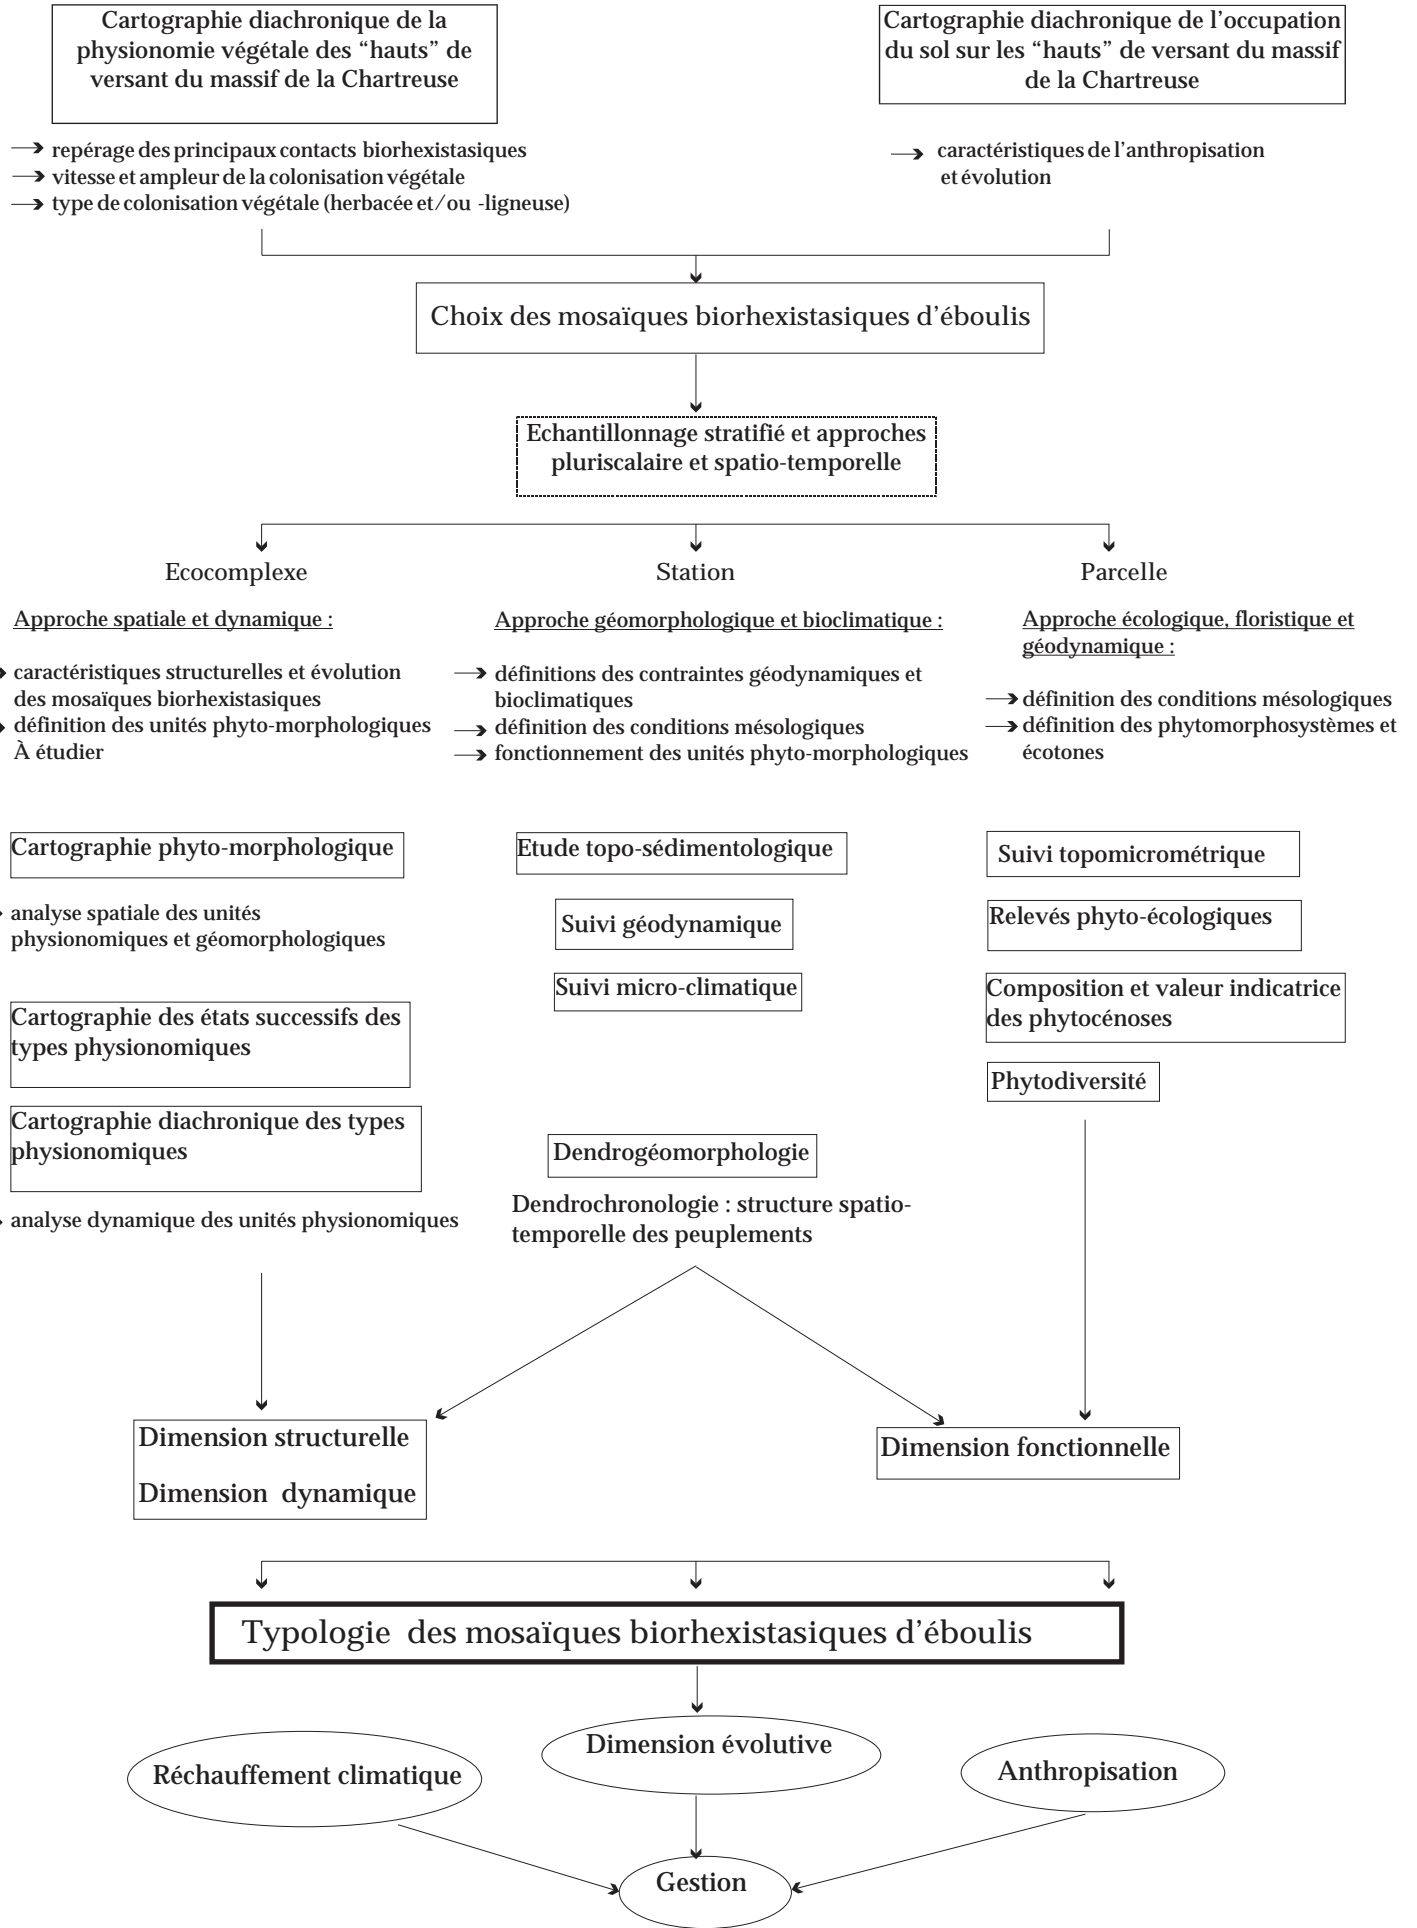 Cartographie diachronique de la
physionomie végétale des “hauts” de
versant du massif de la Chartreuse
Cartographie diachronique de l’occupation
du sol sur les “hauts” de versant du massif
de la Chartreuse
repérage des principaux contacts biorhexistasiques
vitesse et ampleur de la colonisation végétale
type de colonisation végétale (herbacée et/ou -ligneuse)
caractéristiques de l’anthropisation
et évolution
Choix des mosaïques biorhexistasiques d’éboulis
Echantillonnage stratifié et approches
pluriscalaire et spatio-temporelle
Ecocomplexe
Approche spatiale et dynamique :
caractéristiques structurelles et évolution
des mosaïques biorhexistasiques
définition des unités phyto-morphologiques
À étudier
Station
Approche géomorphologique et bioclimatique :
définitions des contraintes géodynamiques et
bioclimatiques
définition des conditions mésologiques
fonctionnement des unités phyto-morphologiques
Parcelle
Approche écologique, floristique et
géodynamique :
définition des conditions mésologiques
définition des phytomorphosystèmes et
écotones
Cartographie phyto-morphologique
analyse spatiale des unités
physionomiques et géomorphologiques
Cartographie des états successifs des
types physionomiques
Cartographie diachronique des types
physionomiques
analyse dynamique des unités physionomiques
Etude topo-sédimentologique
Suivi géodynamique
Suivi micro-climatique
Dendrogéomorphologie
Dendrochronologie : structure spatio-
temporelle des peuplements
Suivi topomicrométrique
Relevés phyto-écologiques
Composition et valeur indicatrice
des phytocénoses
Phytodiversité
Dimension structurelle
Dimension dynamique
Dimension fonctionnelle
Typologie des mosaïques biorhexistasiques d’éboulis
Réchauffement climatique
Dimension évolutive
Anthropisation
Gestion